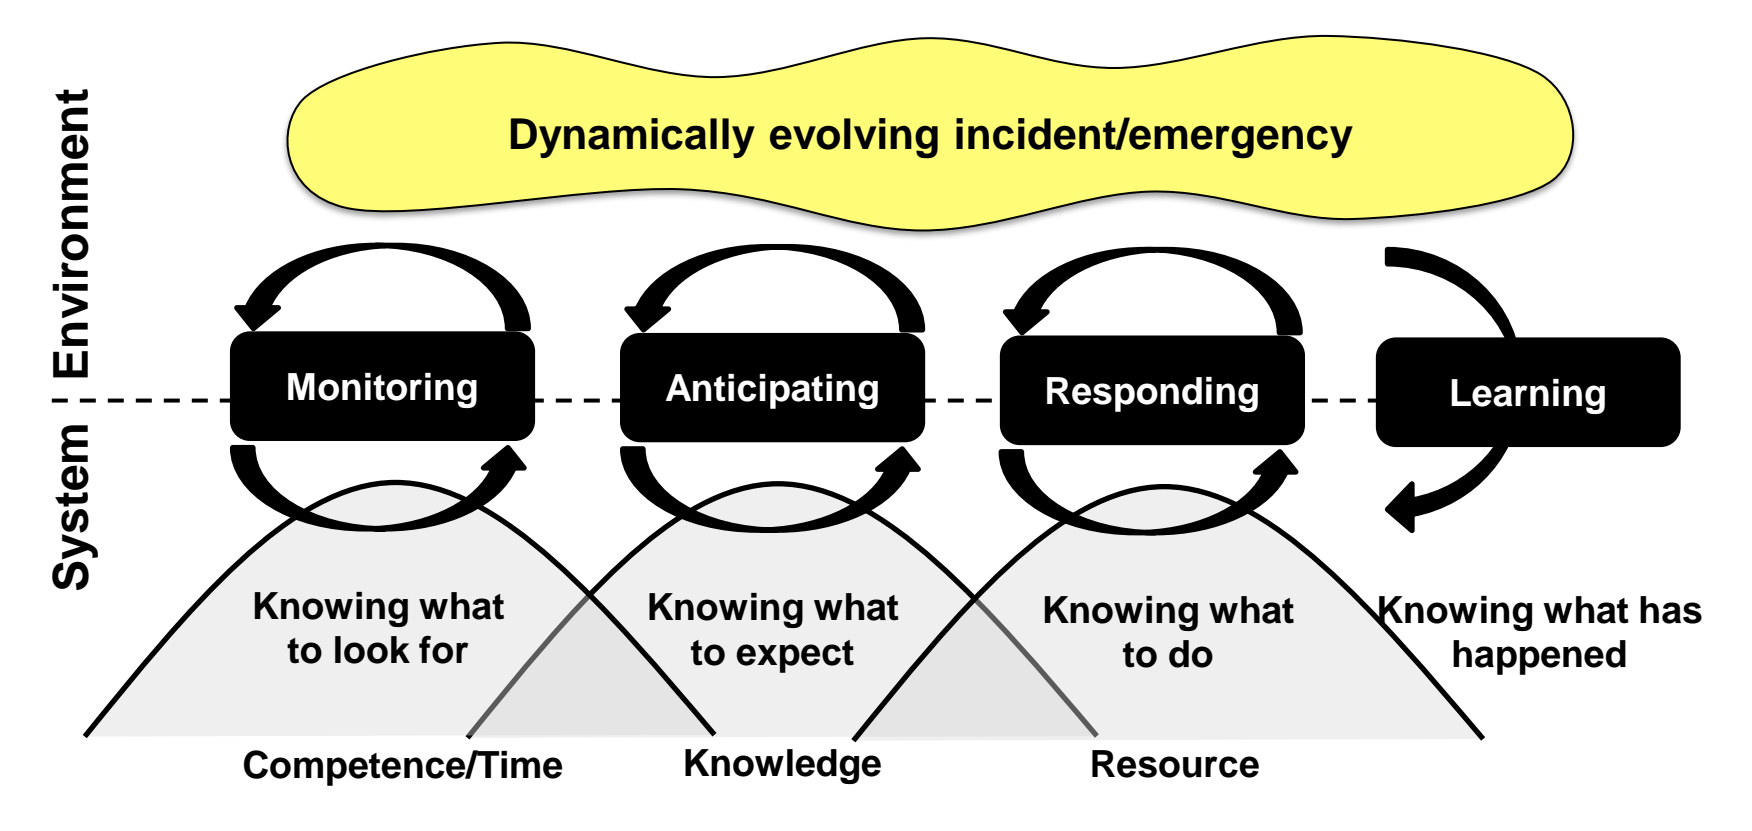 Dynamically evolving incident/emergency
Environment
System
Monitoring
Anticipating
Responding
Learning
Knowing what
to look for
Knowing what
to expect
Knowing what
to do
Knowing what has
happened
Competence/Time
Knowledge
Resource